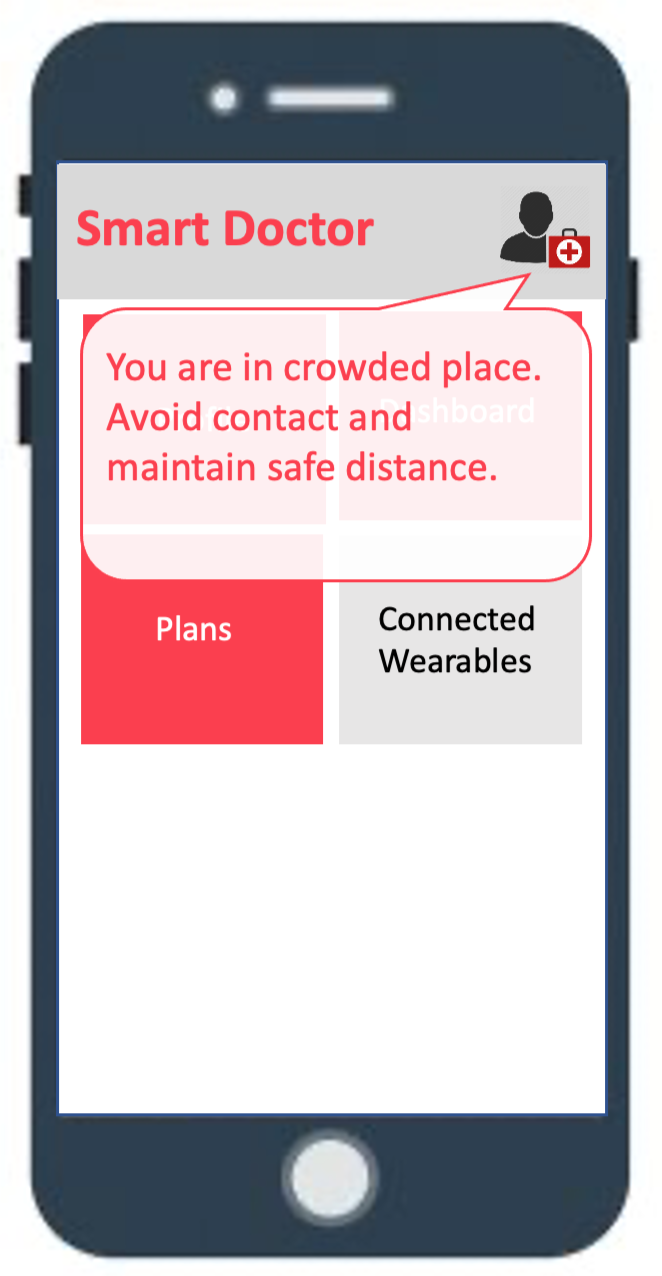 Smart Doctor
You are in crowded place.
Avoid contact and
maintain safe distance.
Dashboard
Plans
Connected
Wearables